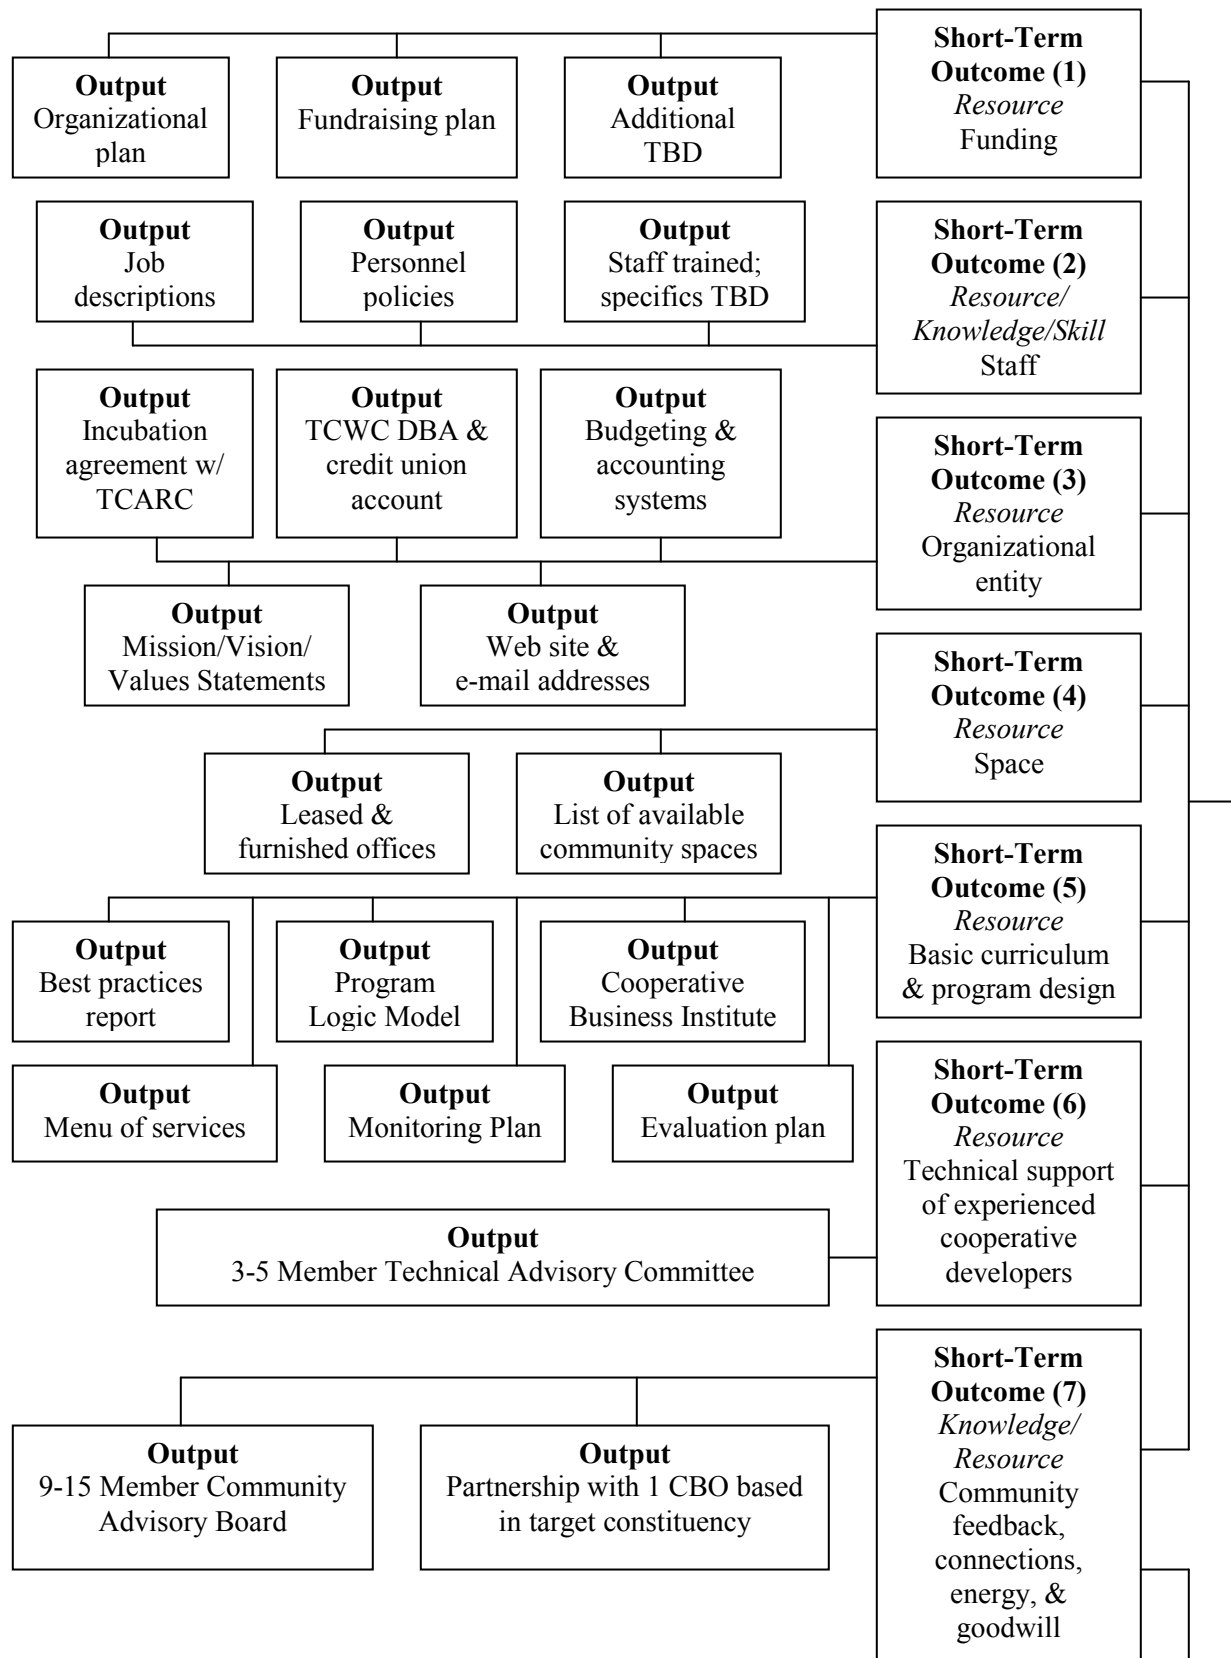 Output
Organizational
plan
Output
Fundraising plan
Output
Additional
TBD
Short-Term
Outcome (1)
Resource
Funding
Output
Job
descriptions
Output
Personnel
policies
Output
Staff trained;
specifics TBD
Short-Term
Outcome (2)
Resource/
Knowledge/Skill
Staff
Output
Incubation
agreement w/
TCARC
Output
TCWC DBA &
credit union
account
Output
Budgeting &
accounting
systems
Short-Term
Outcome (3)
Resource
Organizational
entity
Output
Mission/Vision/
Values Statements
Output
Web site &
e-mail addresses
Short-Term
Outcome (4)
Resource
Space
Output
Leased &
furnished offices
Output
List of available
community spaces
Short-Term
Outcome (5)
Resource
Basic curriculum
& program design
Output
Best practices
report
Output
Program
Logic Model
Output
Cooperative
Business Institute
Output
Menu of services
Output
Monitoring Plan
Output
Evaluation plan
Short-Term
Outcome (6)
Resource
Technical support
of experienced
cooperative
developers
Output
3-5 Member Technical Advisory Committee
Short-Term
Outcome (7)
Knowledge/
Resource
Community
feedback,
connections,
energy, &
goodwill
Output
9-15 Member Community
Advisory Board
Output
Partnership with 1 CBO based
in target constituency